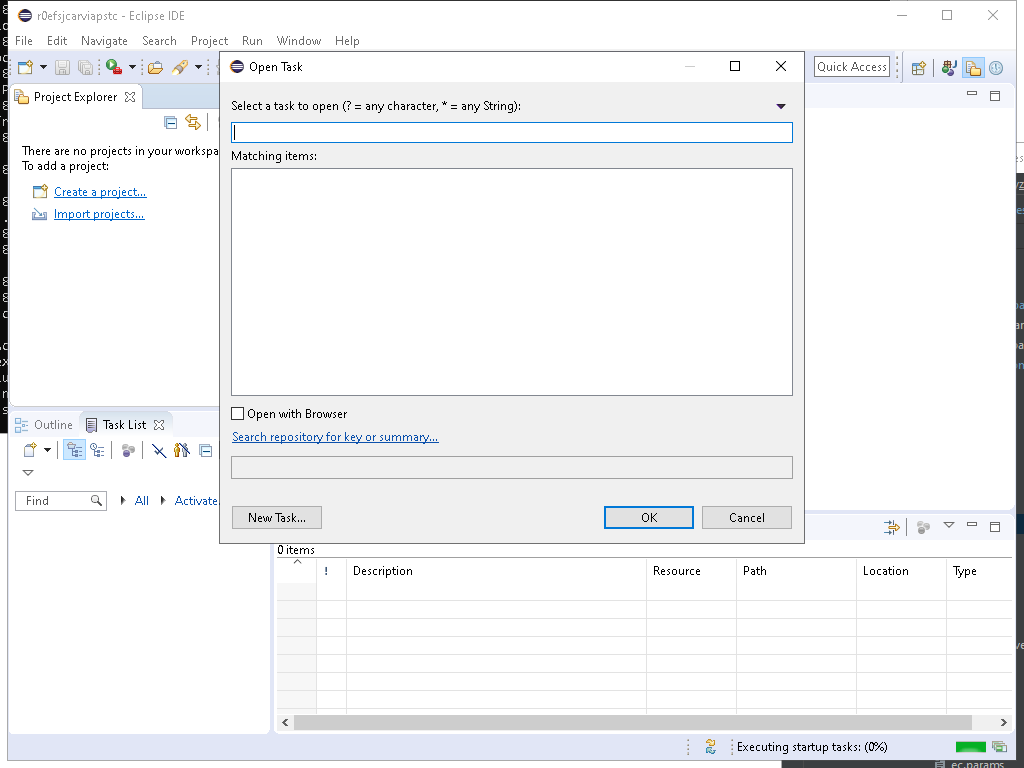 r0efsjcarviapstc - Eclipse IDE
File Edit Navigate Search Project Run Window Help
Quick Access
Project Explorer
There are no projects in your workspa
To add a project:
Create a project...
Import projects...
Open Task
Select a task to open (? = any character, * = any String):
Matching items:
Open with Browser
Search repository for key or summary...
New Task... OK Cancel
Outline Task List
Find All Activate
0 items
! Description Resource Path Location Type
Executing startup tasks: (0%)
ec.params